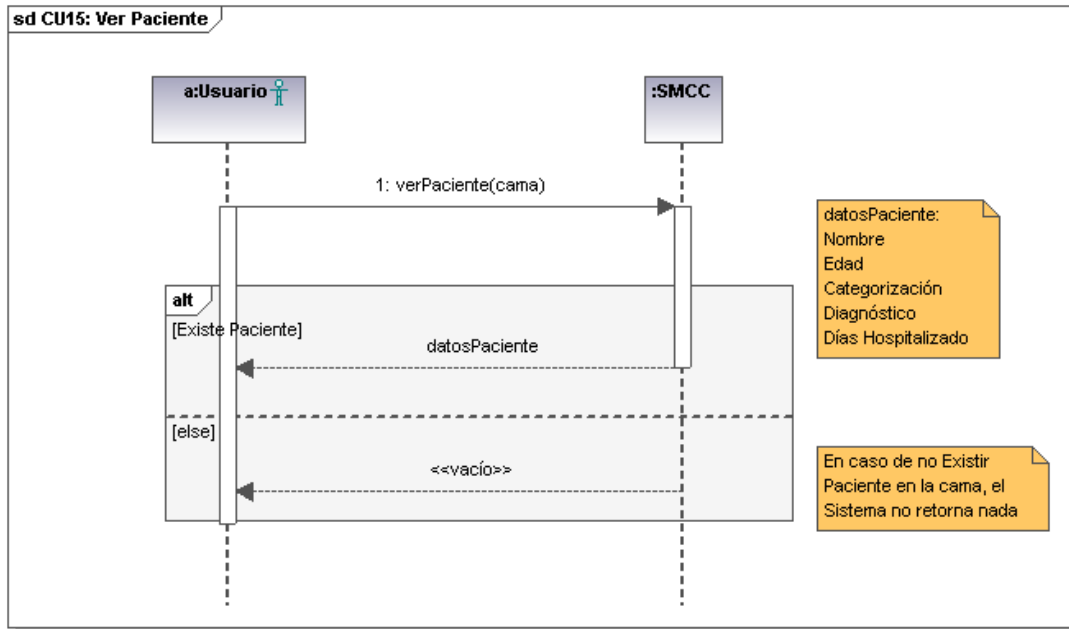 sd CU15: Ver Paciente
a:Usuario
:SMCC
1: verPaciente(cama)
datosPaciente:
Nombre
Edad
Categorización
Diagnóstico
Días Hospitalizado
alt
[Existe Paciente]
datosPaciente
[else]
<<vacío>>
En caso de no Existir
Paciente en la cama, el
Sistema no retorna nada